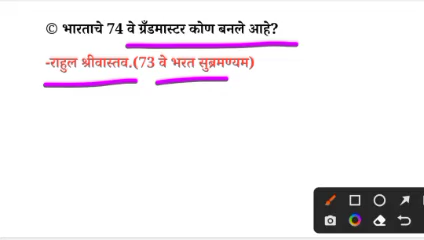 © भारताचे 74 वे ग्रँडमास्टर कोण बनले आहे?
-राहुल श्रीवास्तव.(73 वे भरत सुब्रमण्यम)